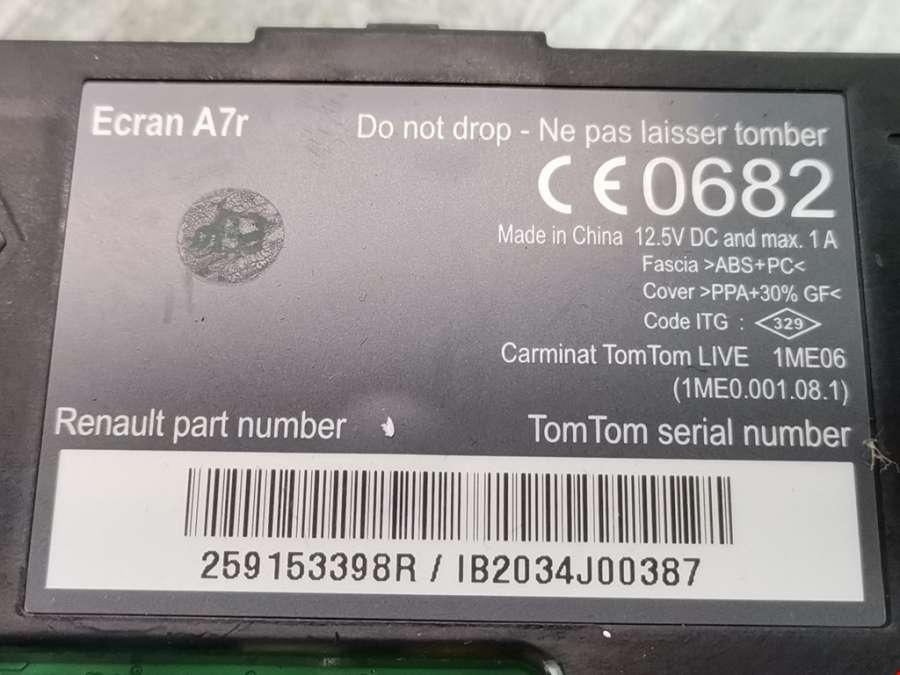 Ecran A7r
Do not drop - Ne pas laisser tomber
CE0682
Made in China 12.5V DC and max. 1 A
Fascia >ABS+PC<
Cover >PPA+30% GF<
Code ITG : <329>
Carminat TomTom LIVE 1ME06
(1ME0.001.08.1)
Renault part number
TomTom serial number
259153398R / IB2034J00387